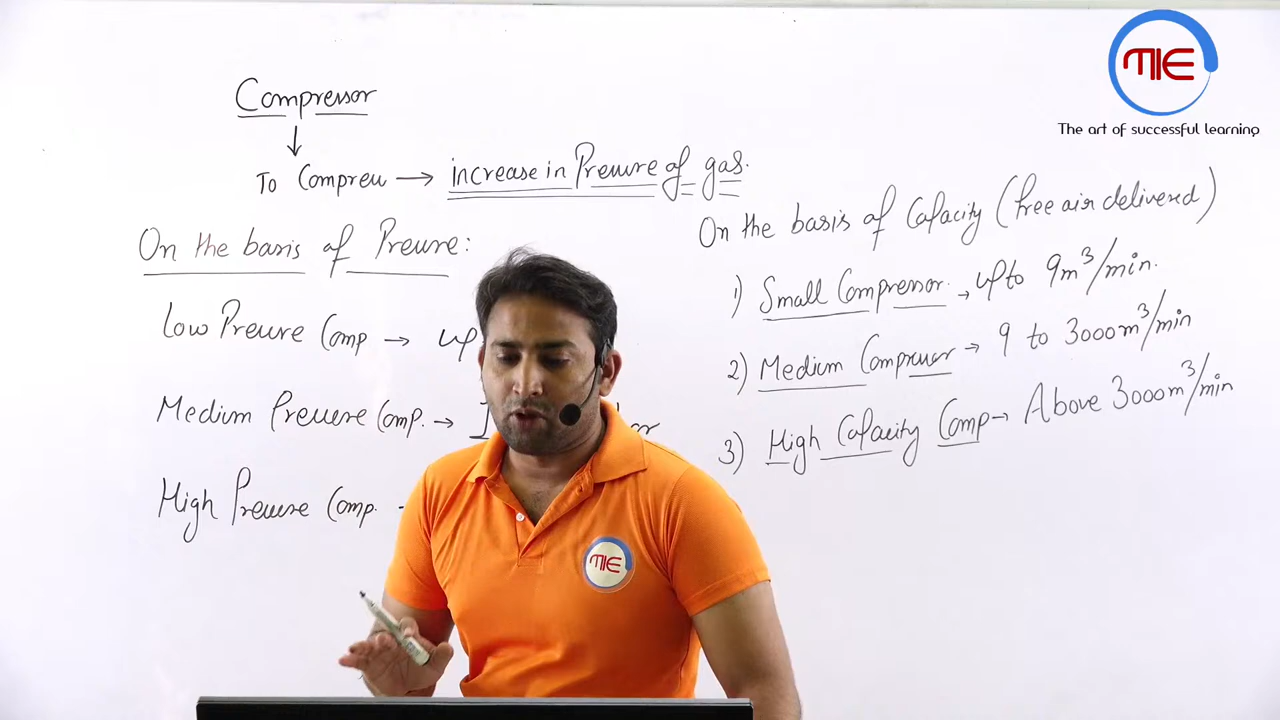 MIE
The art of successful learning
Compressor
To Compress → increase in Pressure of gas.
On the basis of Pressure:
Low Pressure Comp → up
Medium Pressure Comp. →
High Pressure Comp.
On the basis of Capacity (free air delivered)
1) Small Compressor. → upto 9m³/min.
2) Medium Compressor → 9 to 3000m³/min
3) High Capacity Comp → Above 3000m³/min
MIE